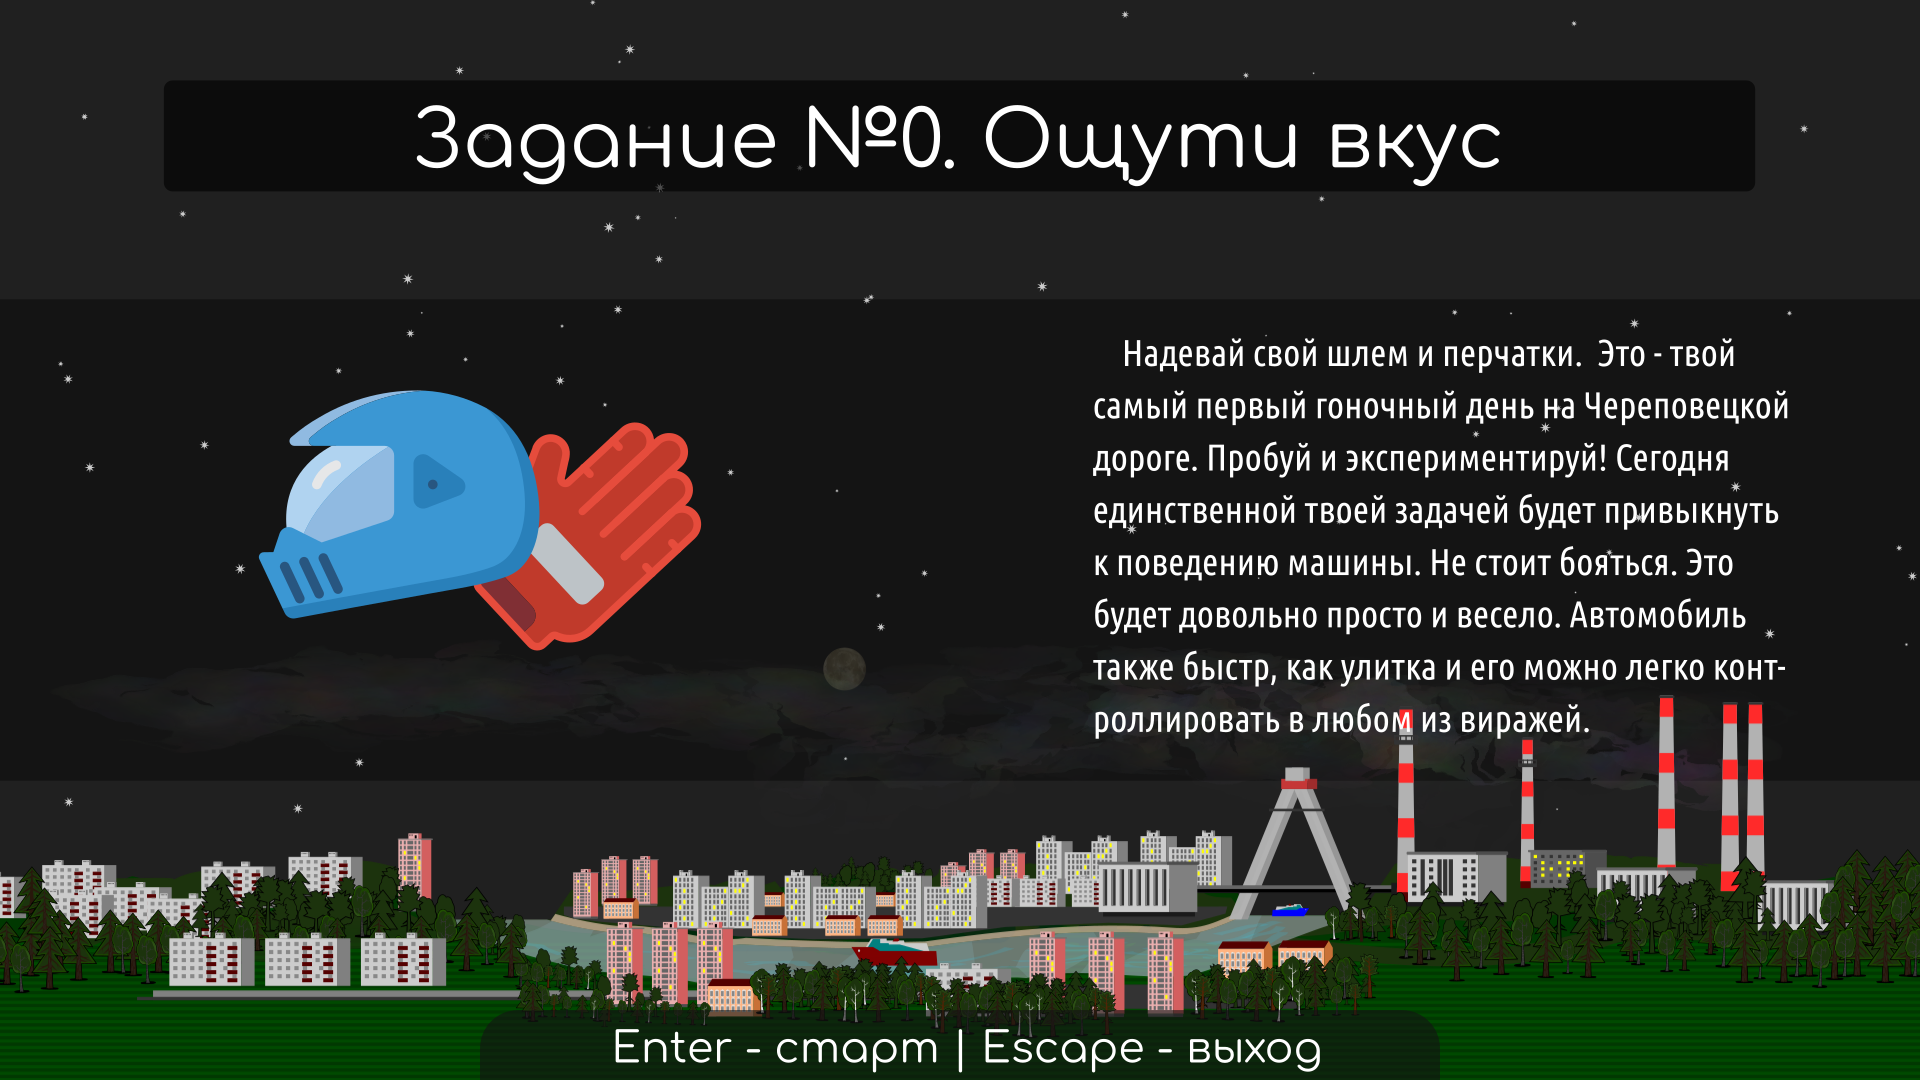 Задание №0. Ощути вкус
Надевай свой шлем и перчатки.  Это - твой
самый первый гоночный день на Череповецкой
дороге. Пробуй и экспериментируй! Сегодня
единственной твоей задачей будет привыкнуть
к поведению машины. Не стоит бояться. Это
будет довольно просто и весело. Автомобиль
также быстр, как улитка и его можно легко конт-
роллировать в любом из виражей.
Enter - старт | Escape - выход